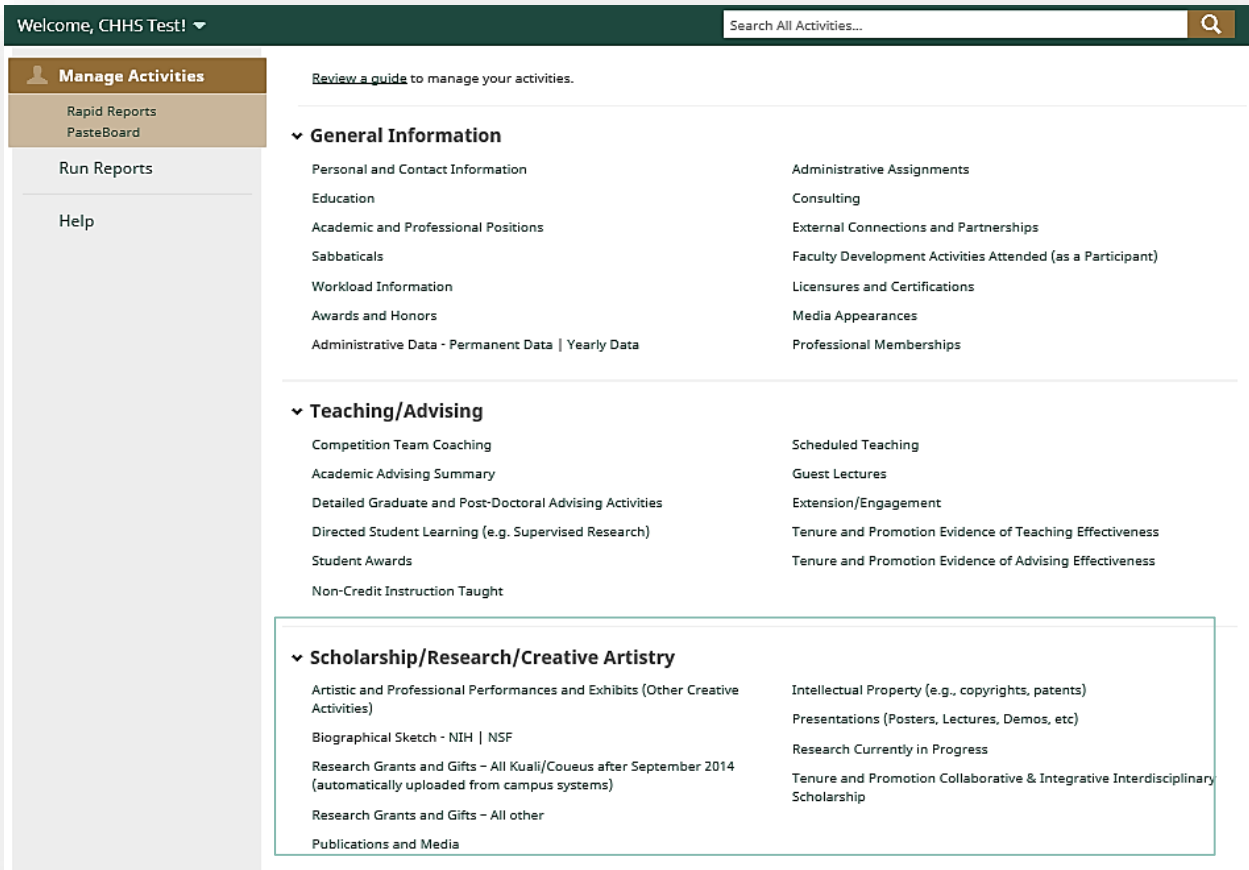 Welcome, CHHS Test!
Search All Activities...
Manage Activities
Rapid Reports
PasteBoard
Run Reports
Help
Review a guide to manage your activities.
General Information
Personal and Contact Information
Education
Academic and Professional Positions
Sabbaticals
Workload Information
Awards and Honors
Administrative Data - Permanent Data | Yearly Data
Administrative Assignments
Consulting
External Connections and Partnerships
Faculty Development Activities Attended (as a Participant)
Licensures and Certifications
Media Appearances
Professional Memberships
Teaching/Advising
Competition Team Coaching
Academic Advising Summary
Detailed Graduate and Post-Doctoral Advising Activities
Directed Student Learning (e.g. Supervised Research)
Student Awards
Non-Credit Instruction Taught
Scheduled Teaching
Guest Lectures
Extension/Engagement
Tenure and Promotion Evidence of Teaching Effectiveness
Tenure and Promotion Evidence of Advising Effectiveness
Scholarship/Research/Creative Artistry
Artistic and Professional Performances and Exhibits (Other Creative
Activities)
Biographical Sketch - NIH | NSF
Research Grants and Gifts – All Kuali/Coueus after September 2014
(automatically uploaded from campus systems)
Research Grants and Gifts – All other
Publications and Media
Intellectual Property (e.g., copyrights, patents)
Presentations (Posters, Lectures, Demos, etc)
Research Currently in Progress
Tenure and Promotion Collaborative & Integrative Interdisciplinary
Scholarship